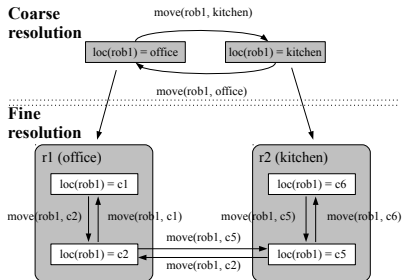 Coarse
resolution
move(rob1, kitchen)
loc(rob1) = office
loc(rob1) = kitchen
move(rob1, office)
Fine
resolution
r1 (office)
r2 (kitchen)
loc(rob1) = c1
loc(rob1) = c6
move(rob1, c2)
move(rob1, c1)
move(rob1, c5)
move(rob1, c6)
move(rob1, c5)
loc(rob1) = c2
loc(rob1) = c5
move(rob1, c2)